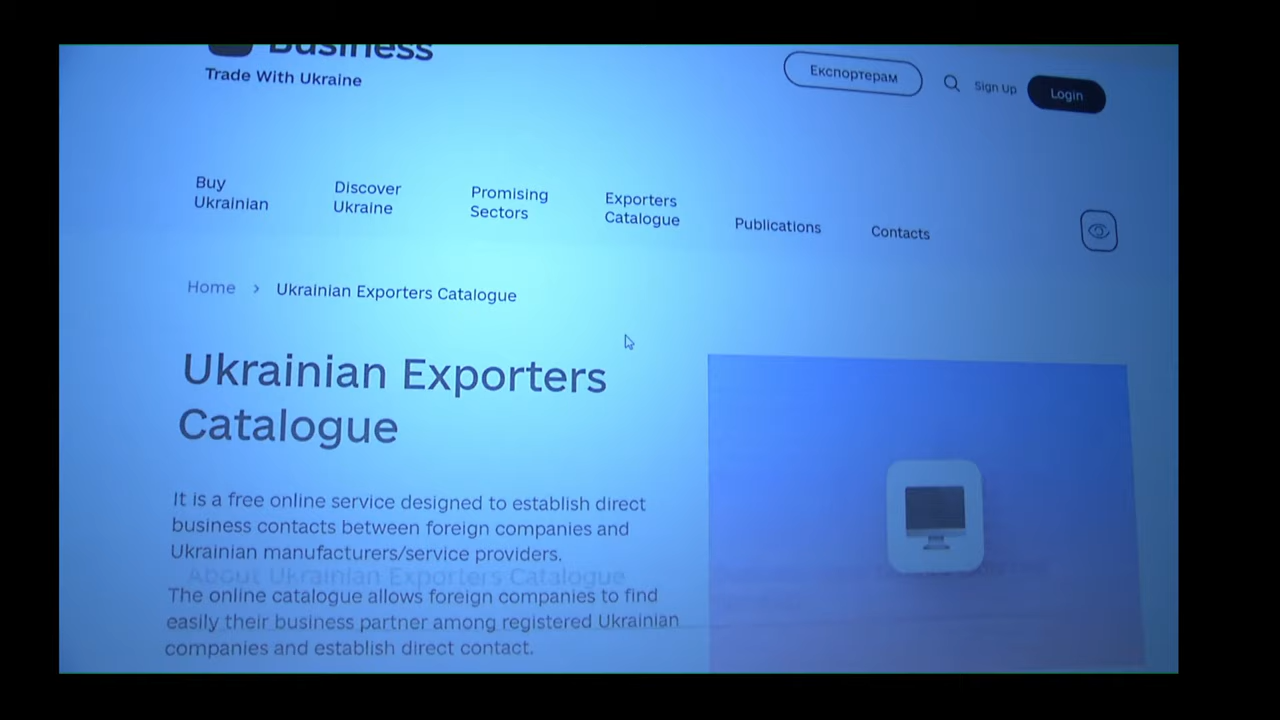 Business
Trade With Ukraine
Експортерам
Sign Up
Login
Buy
Ukrainian
Discover
Ukraine
Promising
Sectors
Exporters
Catalogue
Publications
Contacts
Home > Ukrainian Exporters Catalogue
Ukrainian Exporters
Catalogue
It is a free online service designed to establish direct
business contacts between foreign companies and
Ukrainian manufacturers/service providers.
About Ukrainian Exporters Catalogue
The online catalogue allows foreign companies to find
easily their business partner among registered Ukrainian
companies and establish direct contact.